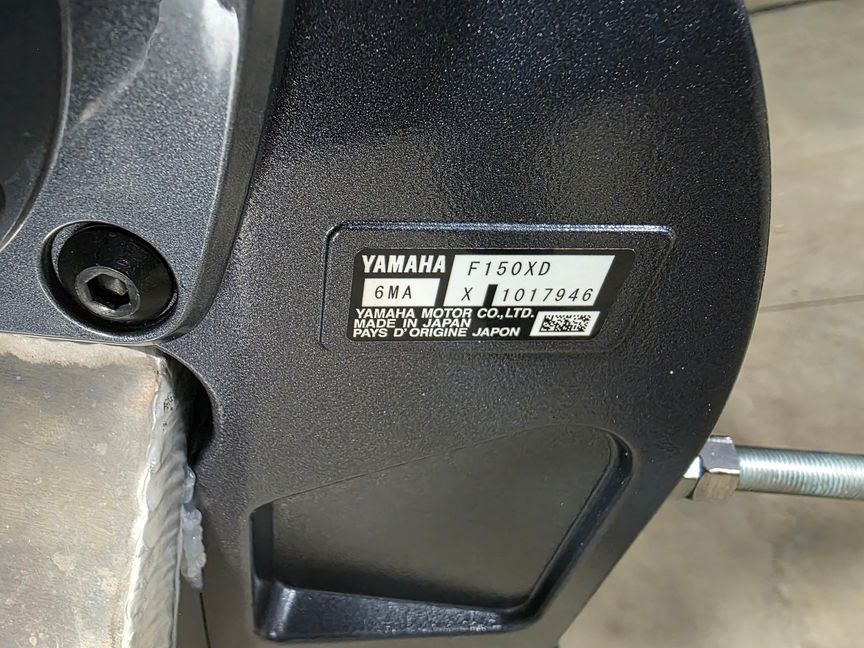 YAMAHA F150XD
6MA X 1017946
YAMAHA MOTOR CO.,LTD.
MADE IN JAPAN
PAYS D'ORIGINE JAPON